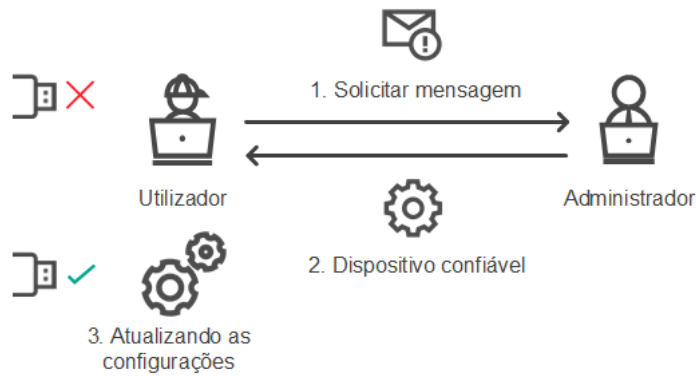 1. Solicitar mensagem
Utilizador
Administrador
2. Dispositivo confiável
3. Atualizando as
configurações